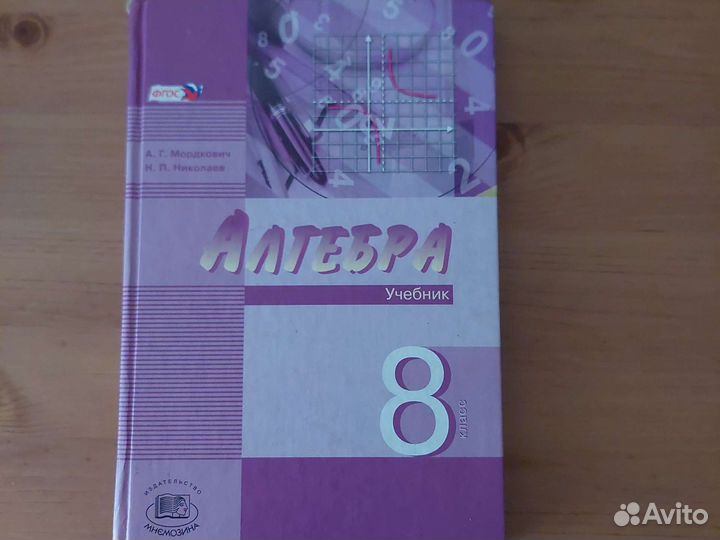 ФГОС
А. Г. Мордкович
Н. П. Николаев
АЛГЕБРА
Учебник
8
класс
ИЗДАТЕЛЬСТВО
МНЕМОЗИНА
Avito